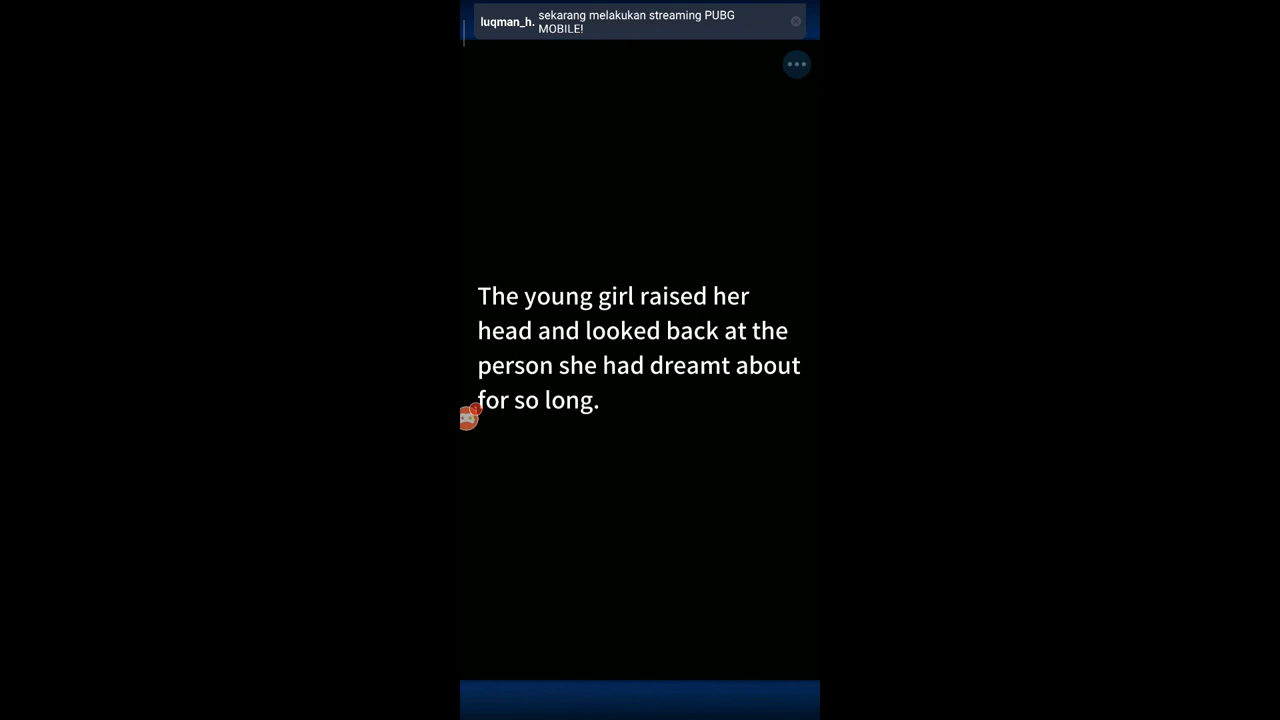 luqman_h. sekarang melakukan streaming PUBG
MOBILE!
The young girl raised her
head and looked back at the
person she had dreamt about
for so long.